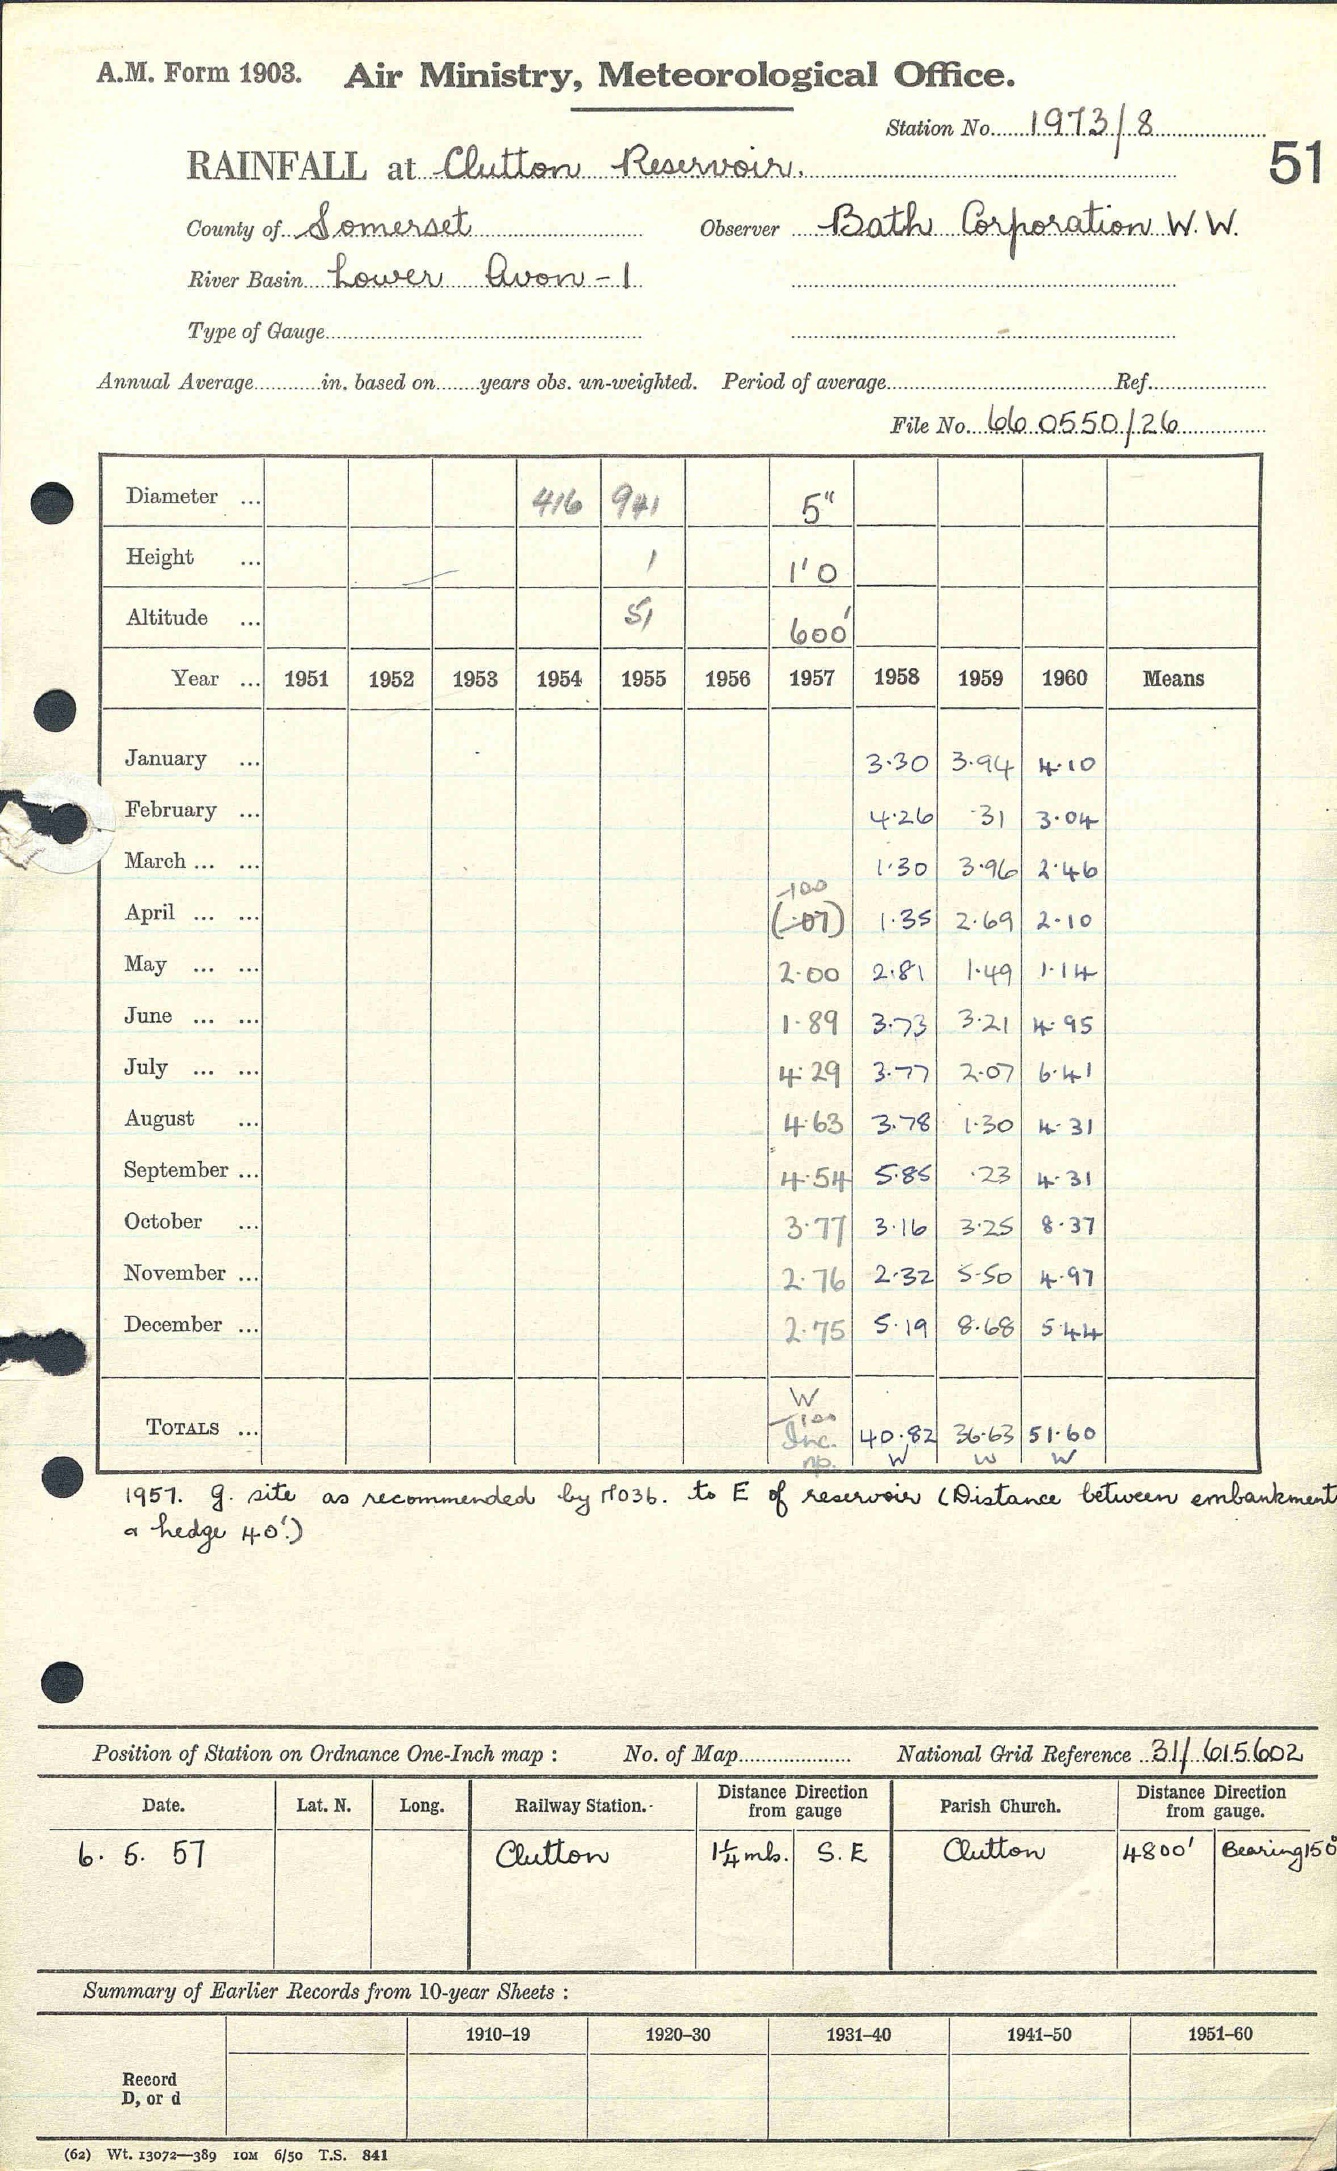 A.M. Form 1903. Air Ministry, Meteorological Office.
Station No. 1973/8
RAINFALL at Clutton Reservoir. 51
County of Somerset Observer Bath Corporation W.W.
River Basin Lower Avon - 1
Type of Gauge
Annual Average in. based on years obs. un-weighted. Period of average Ref.
File No. 660550/26
Diameter ... 416 941 5"
Height ... 1 1'0
Altitude ... 51 600'
Year ... 1951 1952 1953 1954 1955 1956 1957 1958 1959 1960 Means
January ... 3.30 3.94 4.10
February ... 4.26 .31 3.04
March ... ... 1.30 3.96 2.46
100
April ... ... (.07) 1.35 2.69 2.10
May ... ... 2.00 2.81 1.49 1.14
June ... ... 1.89 3.73 3.21 4.95
July ... ... 4.29 3.77 2.07 6.41
August ... 4.63 3.78 1.30 4.31
September ... 4.54 5.85 .23 4.31
October ... 3.77 3.16 3.25 8.37
November ... 2.76 2.32 5.50 4.97
December ... 2.75 5.19 8.68 5.44
W
100
TOTALS ... Inc. 40.82 36.63 51.60
np. W W W
1957. g. site as recommended by MO36. to E of reservoir (Distance between embankment
& hedge 40'.)
Position of Station on Ordnance One-Inch map : No. of Map National Grid Reference 31/615602
Date. Lat. N. Long. Railway Station. Distance Direction from gauge Parish Church. Distance Direction from gauge.
6. 5. 57 Clutton 1¼ mls. S.E Clutton 4800' Bearing 150°
Summary of Earlier Records from 10-year Sheets :
1910–19 1920–30 1931–40 1941–50 1951–60
Record
D, or d
(62) Wt. 13072—389 10M 6/50 T.S. 841